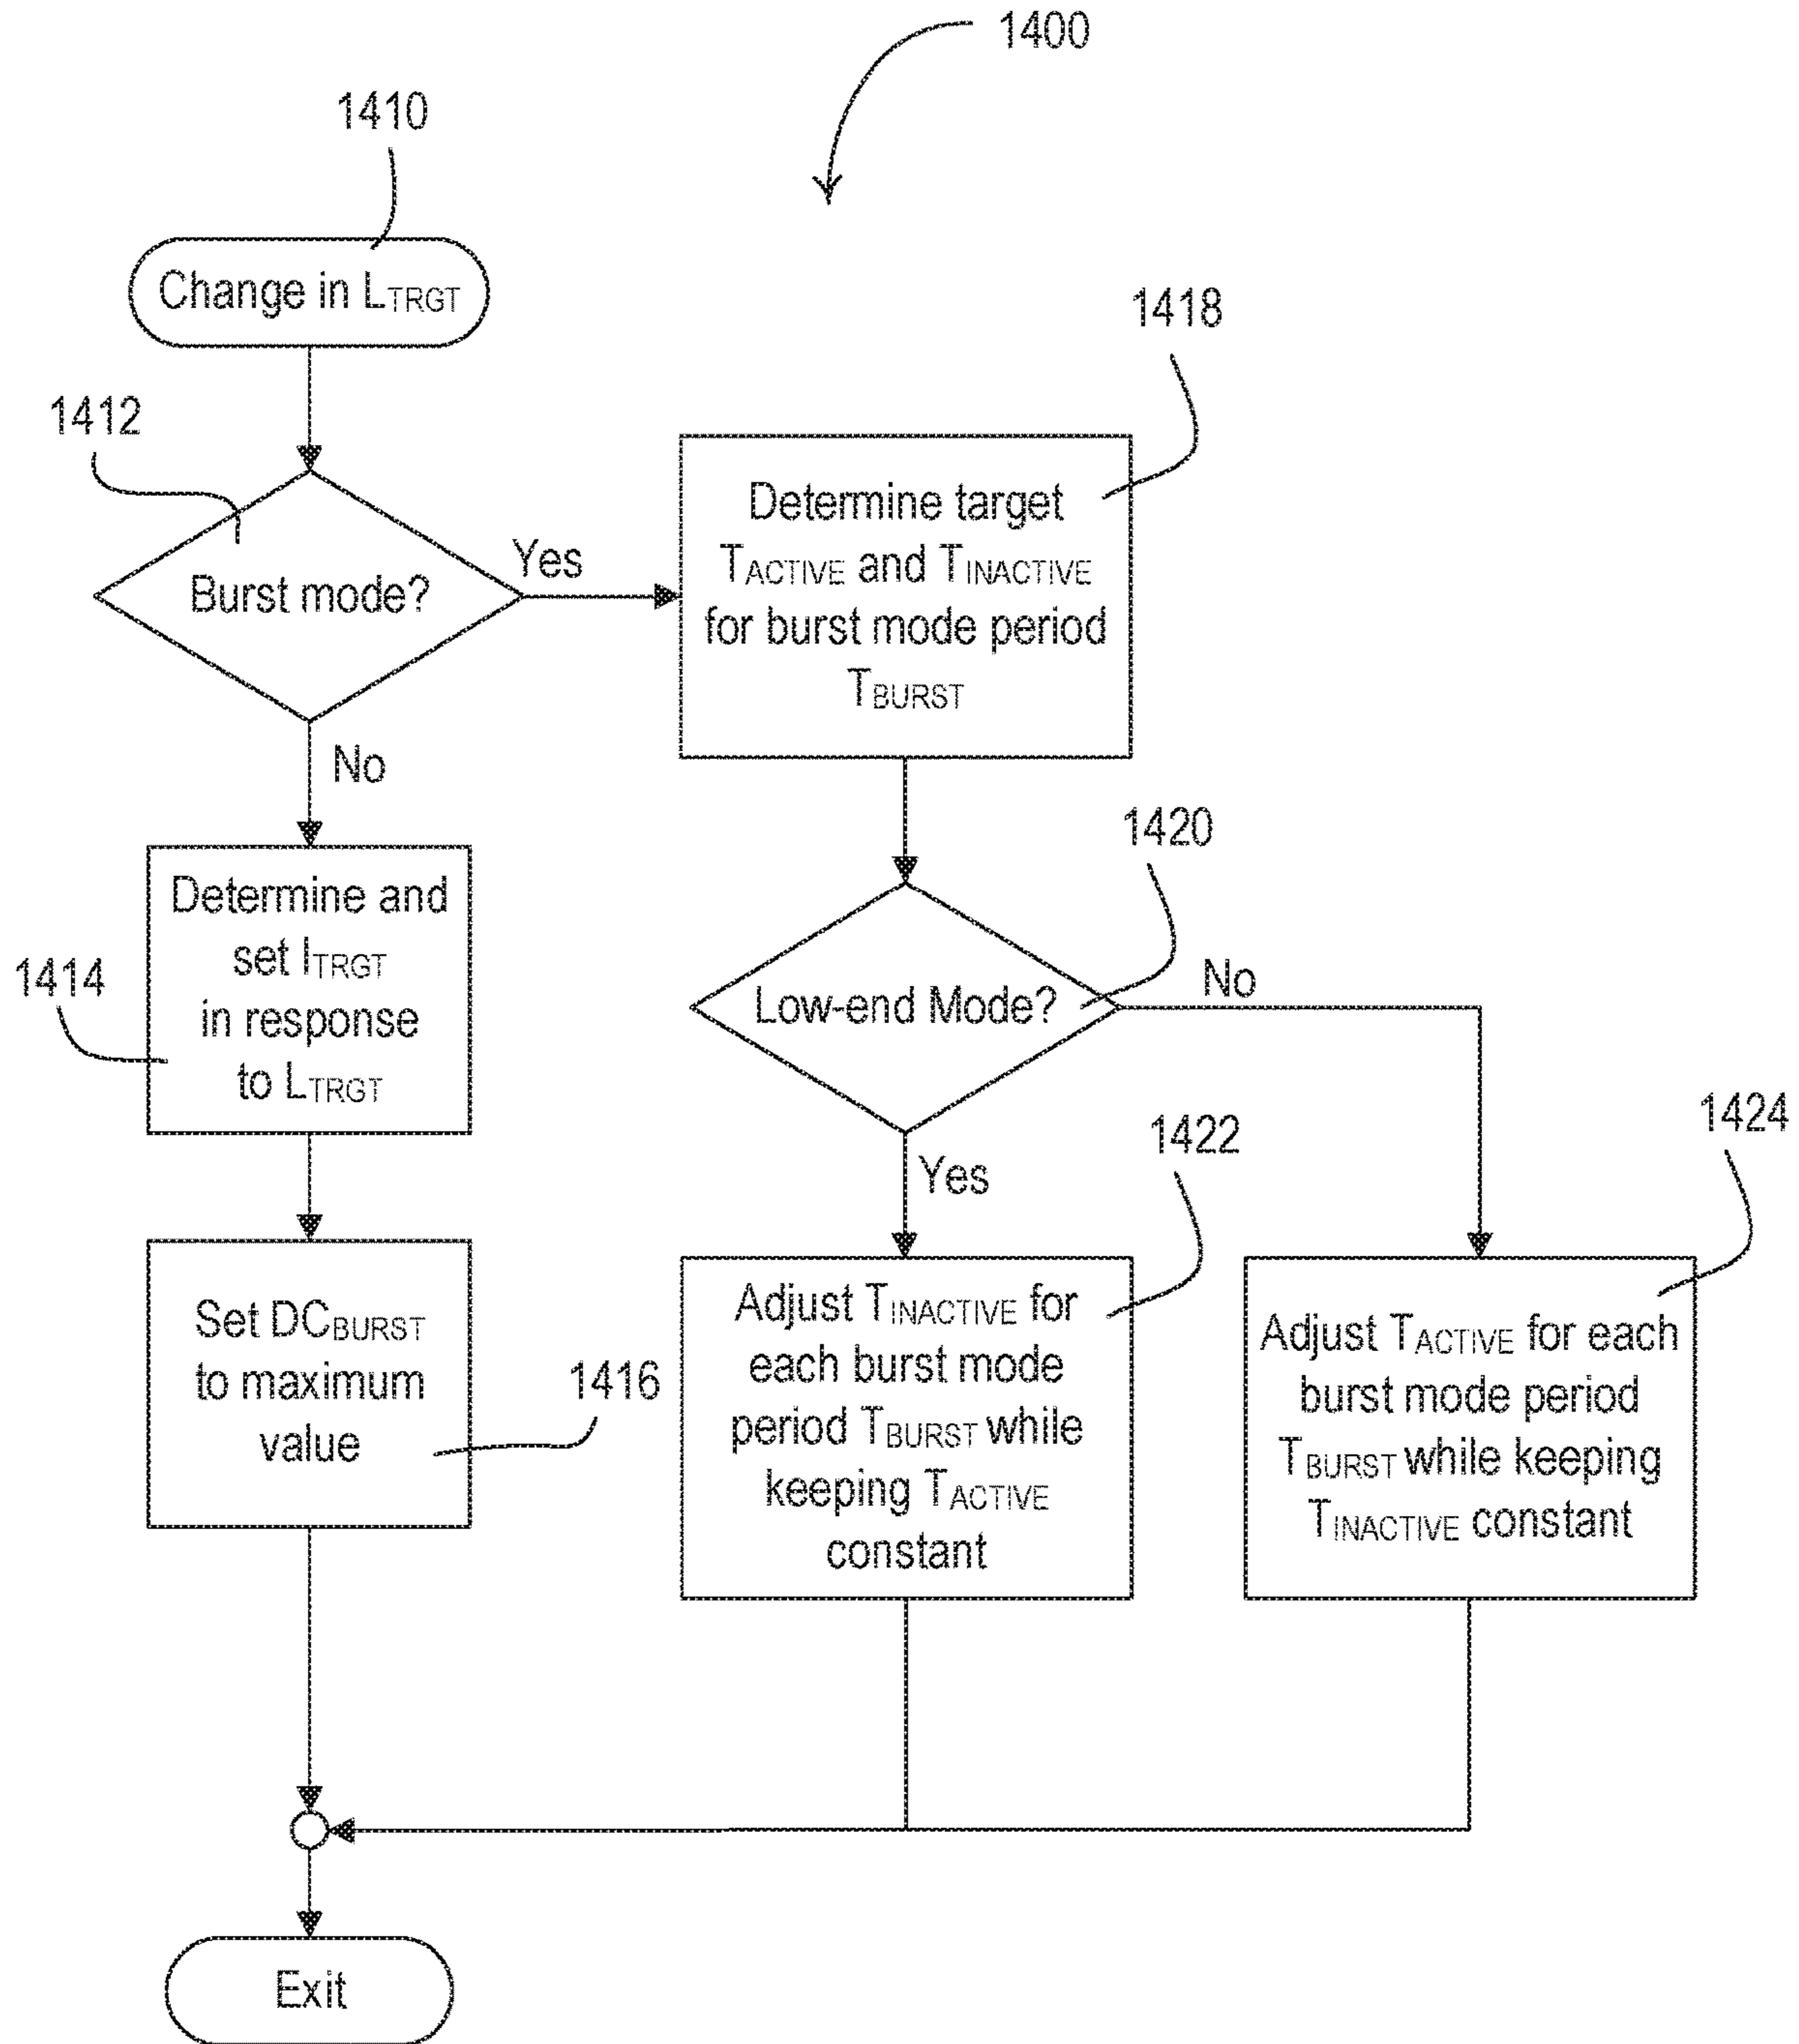 1400
1410
Change in LTRGT
1412
Burst mode?
Yes
No
1418
Determine target
TACTIVE and TINACTIVE
for burst mode period
TBURST
1414
Determine and
set ITRGT
in response
to LTRGT
1420
Low-end Mode?
No
Yes
1416
Set DCBURST
to maximum
value
1422
Adjust TINACTIVE for
each burst mode
period TBURST while
keeping TACTIVE
constant
1424
Adjust TACTIVE for each
burst mode period
TBURST while keeping
TINACTIVE constant
Exit